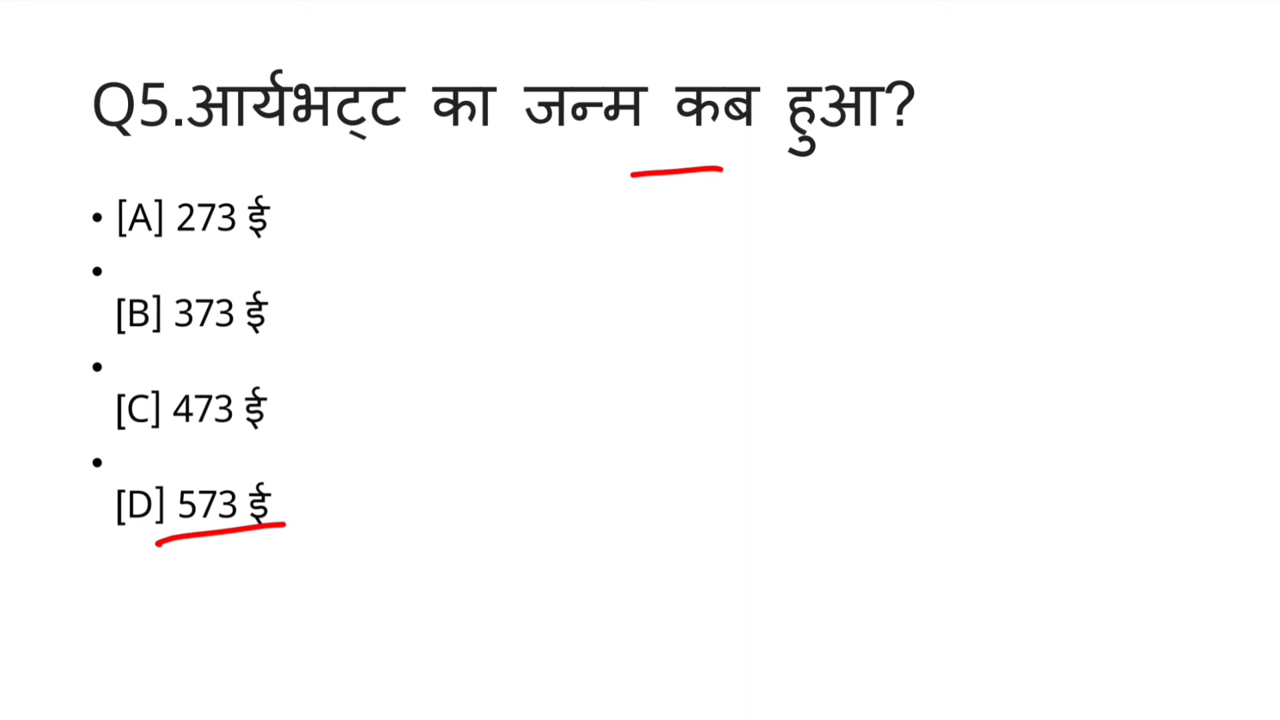 Q5.आर्यभट्ट का जन्म कब हुआ?
• [A] 273 ई
•
[B] 373 ई
•
[C] 473 ई
•
[D] 573 ई